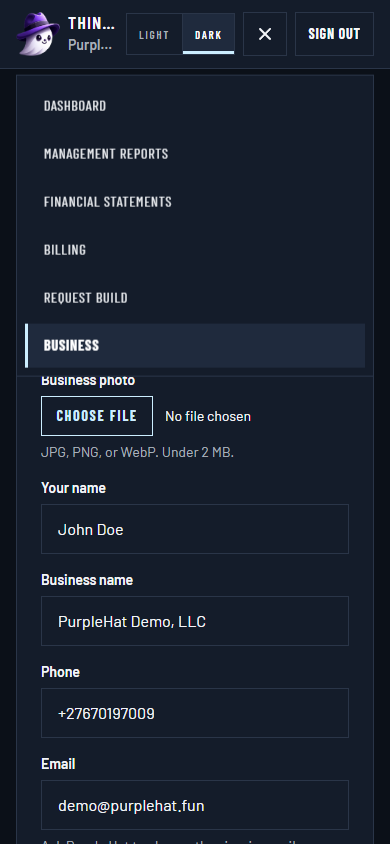 THIN...
Purpl...
LIGHT
DARK
SIGN OUT
DASHBOARD
MANAGEMENT REPORTS
FINANCIAL STATEMENTS
BILLING
REQUEST BUILD
BUSINESS
Business photo
CHOOSE FILE No file chosen
JPG, PNG, or WebP. Under 2 MB.
Your name
John Doe
Business name
PurpleHat Demo, LLC
Phone
+27670197009
Email
demo@purplehat.fun